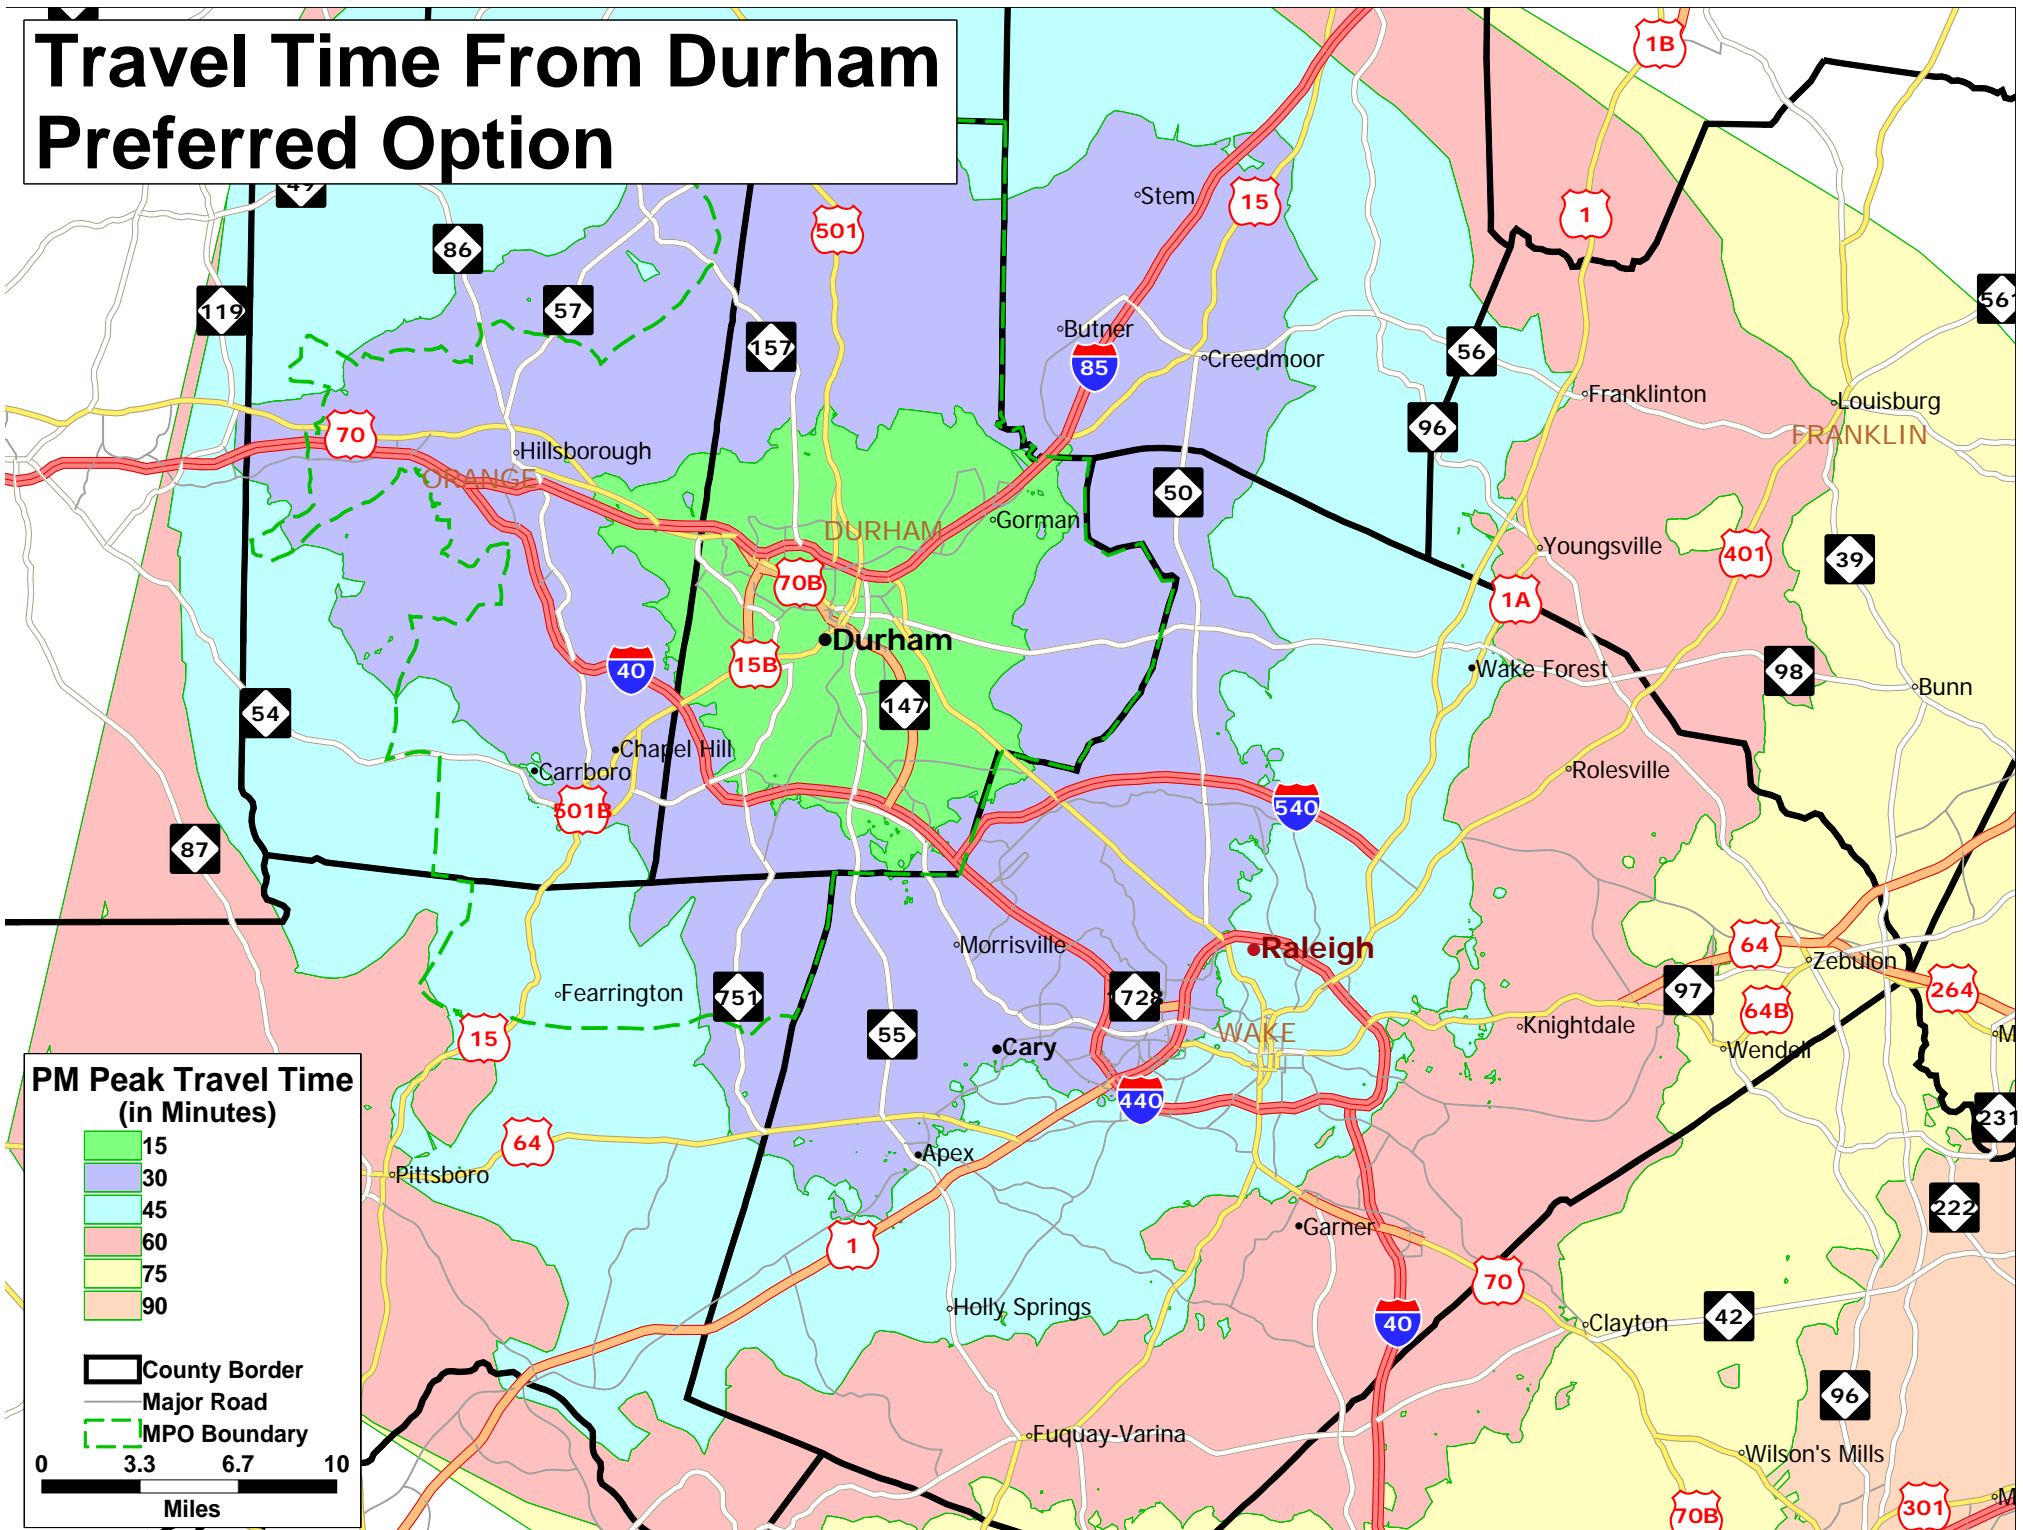 Travel Time From Durham
Preferred Option
1B
49
Stem
15
1
501
86
119
57
157
Butner
85
Creedmoor
56
561
Franklinton
Louisburg
FRANKLIN
96
70
Hillsborough
ORANGE
50
Gorman
DURHAM
Youngsville
401
39
70B
1A
Durham
15B
40
Wake Forest
98
Bunn
54
147
Chapel Hill
Carrboro
Rolesville
501B
540
87
Morrisville
Raleigh
64
Zebulon
Fearrington
751
1728
97
264
64B
Knightdale
15
55
WAKE
Wendell
M
Cary
PM Peak Travel Time
(in Minutes)
15
30
45
60
75
90
County Border
Major Road
MPO Boundary
0 3.3 6.7 10
Miles
440
231
64
Apex
Pittsboro
222
Garner
1
70
Holly Springs
40
Clayton
42
96
Fuquay-Varina
Wilson's Mills
70B
301
M